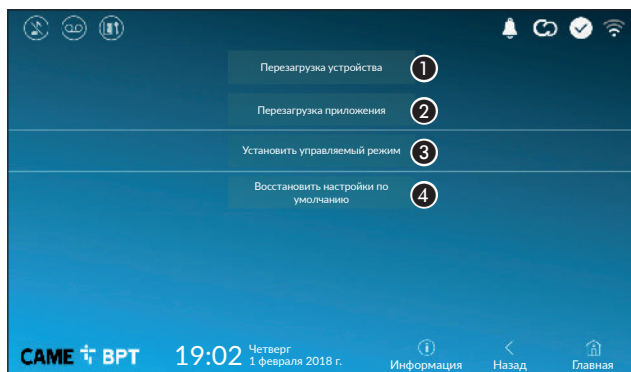 Перезагрузка устройства 1
Перезагрузка приложения 2
Установить управляемый режим 3
Восстановить настройки по
умолчанию 4
CAME BPT 19:02 Четверг
1 февраля 2018 г.
Информация Назад Главная